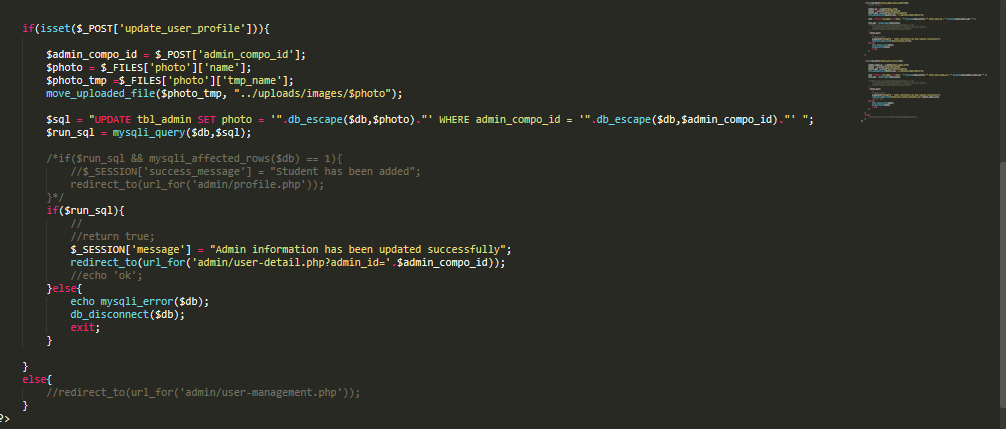 if(isset($_POST['update_user_profile'])){
$admin_compo_id = $_POST['admin_compo_id'];
$photo = $_FILES['photo']['name'];
$photo_tmp =$_FILES['photo']['tmp_name'];
move_uploaded_file($photo_tmp, "../uploads/images/$photo");
$sql = "UPDATE tbl_admin SET photo = '".db_escape($db,$photo)."' WHERE admin_compo_id = '".db_escape($db,$admin_compo_id)."' ";
$run_sql = mysqli_query($db,$sql);
/*if($run_sql && mysqli_affected_rows($db) == 1){
//$_SESSION['success_message'] = "Student has been added";
redirect_to(url_for('admin/profile.php'));
}*/
if($run_sql){
//
//return true;
$_SESSION['message'] = "Admin information has been updated successfully";
redirect_to(url_for('admin/user-detail.php?admin_id='.$admin_compo_id));
//echo 'ok';
}else{
echo mysqli_error($db);
db_disconnect($db);
exit;
}
}
else{
//redirect_to(url_for('admin/user-management.php'));
}
?>